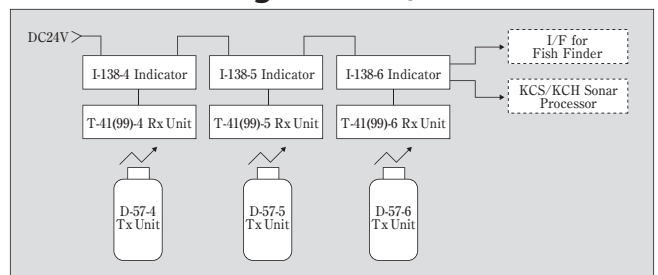 DC24V
I/F for
Fish Finder
I-138-4 Indicator
I-138-5 Indicator
I-138-6 Indicator
KCS/KCH Sonar
Processor
T-41(99)-4 Rx Unit
T-41(99)-5 Rx Unit
T-41(99)-6 Rx Unit
D-57-4
Tx Unit
D-57-5
Tx Unit
D-57-6
Tx Unit